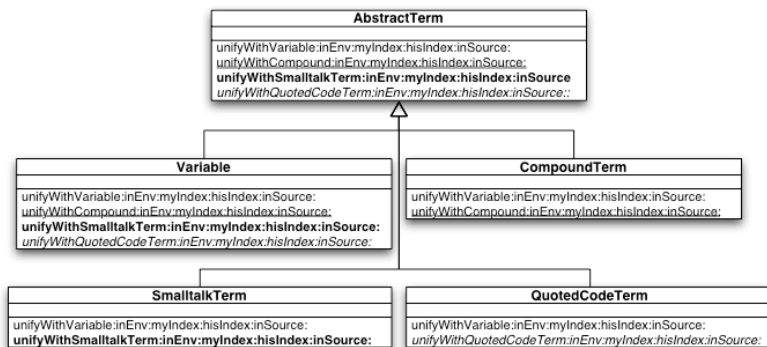 AbstractTerm
unifyWithVariable:inEnv:myIndex:hisIndex:inSource:
unifyWithCompound:inEnv:myIndex:hisIndex:inSource:
unifyWithSmalltalkTerm:inEnv:myIndex:hisIndex:inSource
unifyWithQuotedCodeTerm:inEnv:myIndex:hisIndex:inSource::
Variable
unifyWithVariable:inEnv:myIndex:hisIndex:inSource:
unifyWithCompound:inEnv:myIndex:hisIndex:inSource:
unifyWithSmalltalkTerm:inEnv:myIndex:hisIndex:inSource:
unifyWithQuotedCodeTerm:inEnv:myIndex:hisIndex:inSource:
CompoundTerm
unifyWithVariable:inEnv:myIndex:hisIndex:inSource:
unifyWithCompound:inEnv:myIndex:hisIndex:inSource:
SmalltalkTerm
unifyWithVariable:inEnv:myIndex:hisIndex:inSource:
unifyWithSmalltalkTerm:inEnv:myIndex:hisIndex:inSource:
QuotedCodeTerm
unifyWithVariable:inEnv:myIndex:hisIndex:inSource:
unifyWithQuotedCodeTerm:inEnv:myIndex:hisIndex:inSource: